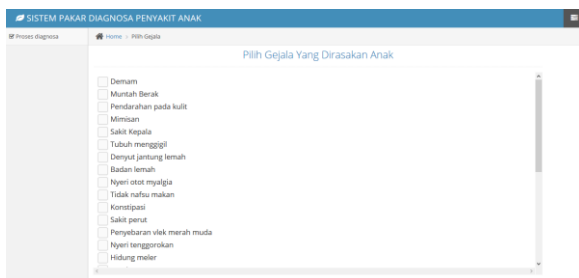 SISTEM PAKAR DIAGNOSA PENYAKIT ANAK
Proses diagnosa
Home > Pilih Gejala
Pilih Gejala Yang Dirasakan Anak
Demam
Muntah Berak
Pendarahan pada kulit
Mimisan
Sakit Kepala
Tubuh menggigil
Denyut jantung lemah
Badan lemah
Nyeri otot myalgia
Tidak nafsu makan
Konstipasi
Sakit perut
Penyebaran vlek merah muda
Nyeri tenggorokan
Hidung meler